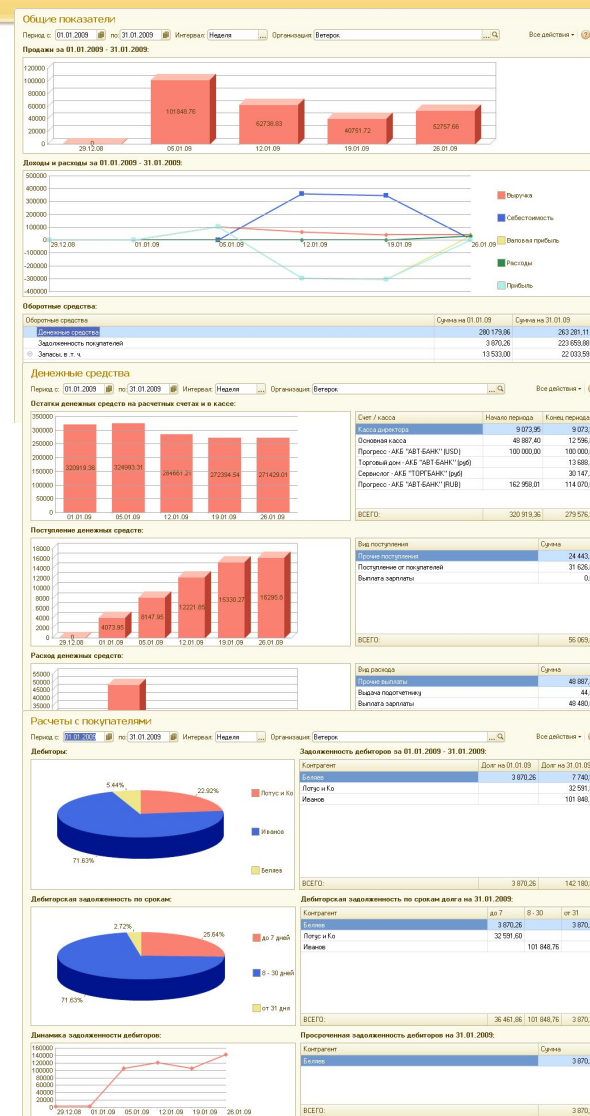 Общие показатели
Период с: 01.01.2009 по: 31.01.2009 Интервал: Неделя ... Организация: Ветерок ... Все действия
Продажи за 01.01.2009 - 31.01.2009:
120000
100000
80000
60000
40000
20000
0
0 101848.76 62738.83 40751.72 52757.66
29.12.08 05.01.09 12.01.09 19.01.09 26.01.09
Доходы и расходы за 01.01.2009 - 31.01.2009:
500000
400000
300000
200000
100000
0
-100000
-200000
-300000
-400000
29.12.08 01.01.09 05.01.09 12.01.09 19.01.09 26.01.09
Выручка
Себестоимость
Валовая прибыль
Расходы
Прибыль
Оборотные средства:
Оборотные средства Сумма на 01.01.09 Сумма на 31.01.09
Денежные средства 280 179,86 263 281,11
Задолженность покупателей 3 870,26 223 659,88
Запасы, в .т. ч. 13 533,00 22 033,59
Денежные средства
Период с: 01.01.2009 по: 31.01.2009 Интервал: Неделя ... Организация: Ветерок ... Все действия
Остатки денежных средств на расчетных счетах и в кассе:
350000
300000
250000
200000
150000
100000
50000
0
320919.36 324993.31 284661.21 272394.54 271429.01
01.01.09 05.01.09 12.01.09 19.01.09 26.01.09
Счет / касса Начало периода Конец периода
Касса директора 9 073,95 9 073,
Основная касса 48 887,40 12 596,
Прогресс - АКБ "АВТ-БАНК" (USD) 100 000,00 100 000,
Торговый дом - АКБ "АВТ-БАНК" (руб) 13 688,
Сервислог - АКБ "ТОРГБАНК" (руб) 30 147,
Прогресс - АКБ "АВТ-БАНК" (RUB) 162 958,01 114 070,
ВСЕГО: 320 919,36 279 576,
Поступление денежных средств:
18000
16000
14000
12000
10000
8000
6000
4000
2000
0
0 4073.95 8147.95 12221.85 15330.27 16295.8
29.12.08 01.01.09 05.01.09 12.01.09 19.01.09 26.01.09
Вид поступления Сумма
Прочие поступления 24 443,
Поступление от покупателей 31 626,
Выплата зарплаты 0,
ВСЕГО: 56 069,
Расход денежных средств:
55000
50000
45000
40000
35000
Вид расхода Сумма
Прочие выплаты 48 887,
Выдача подотчетнику 44,
Выплата зарплаты 48 480,
Расчеты с покупателями
Период с: 01.01.2009 по: 31.01.2009 Интервал: Неделя ... Организация: Ветерок ... Все действия
Дебиторы:
5.44%
22.92%
71.63%
Лотус и Ко
Иванов
Беляев
Задолженность дебиторов за 01.01.2009 - 31.01.2009:
Контрагент Долг на 01.01.09 Долг на 31.01.09
Беляев 3 870,26 7 740,
Лотус и Ко 32 591,
Иванов 101 848,
ВСЕГО: 3 870,26 142 180,
Дебиторская задолженность по срокам:
2.72%
25.64%
71.63%
до 7 дней
8 - 30 дней
от 31 дня
Дебиторская задолженность по срокам долга на 31.01.2009:
Контрагент до 7 8 - 30 от 31
Беляев 3 870,26 3 870,
Лотус и Ко 32 591,60
Иванов 101 848,76
ВСЕГО: 36 461,86 101 848,76 3 870,
Динамика задолженности дебиторов:
160000
140000
120000
100000
80000
60000
40000
20000
0
29.12.08 01.01.09 05.01.09 12.01.09 19.01.09 26.01.09
Просроченная задолженность дебиторов на 31.01.2009:
Контрагент Сумма
Беляев 3 870,
ВСЕГО: 3 870,